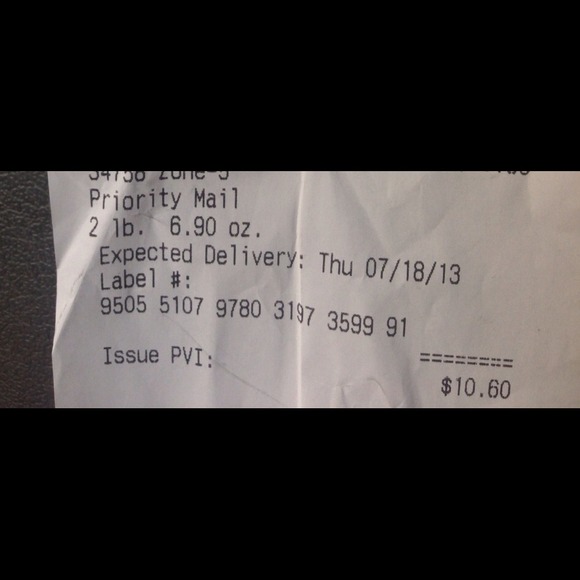 Priority Mail
2 lb. 6.90 oz.
Expected Delivery: Thu 07/18/13
Label #:
9505 5107 9780 3197 3599 91
========
Issue PVI:
$10.60